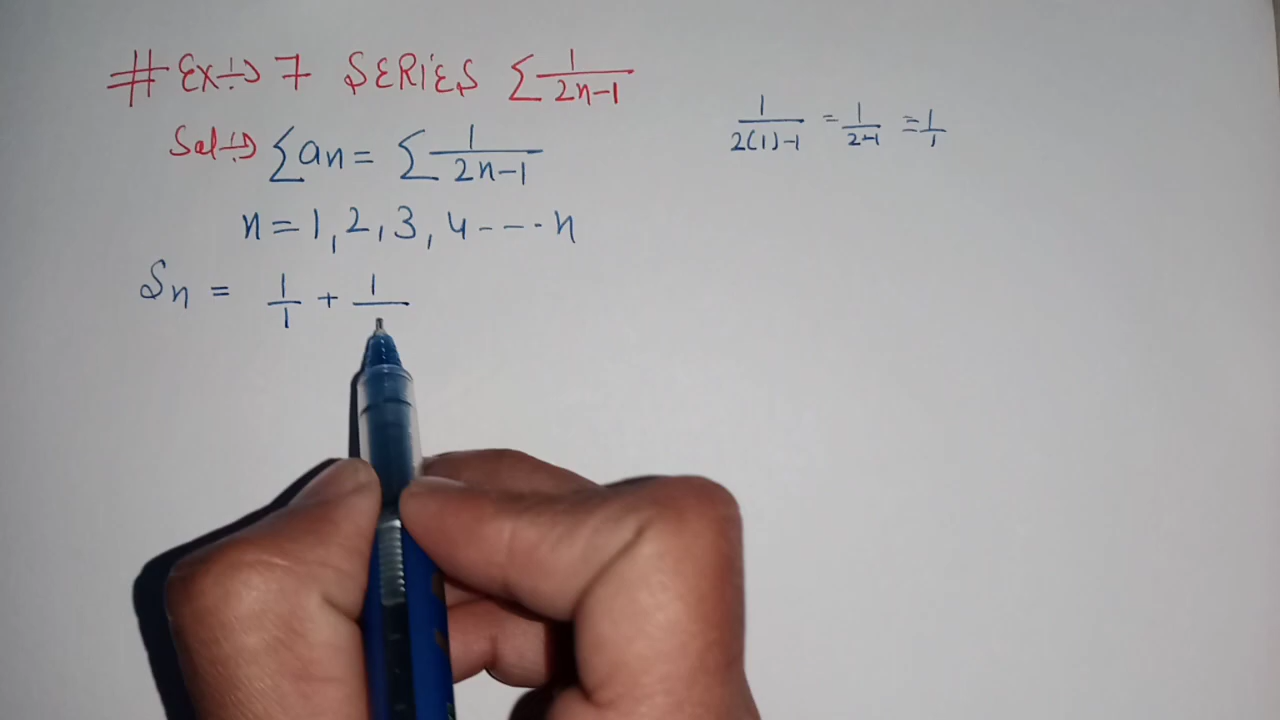 # Ex÷→ 7 SERIES ∑ 1/(2n-1)
Sol÷→ ∑an = ∑ 1/(2n-1)
n = 1, 2, 3, 4 - - - · n
Sn = 1/1 + 1/
1/(2(1)-1) = 1/(2-1) = 1/1